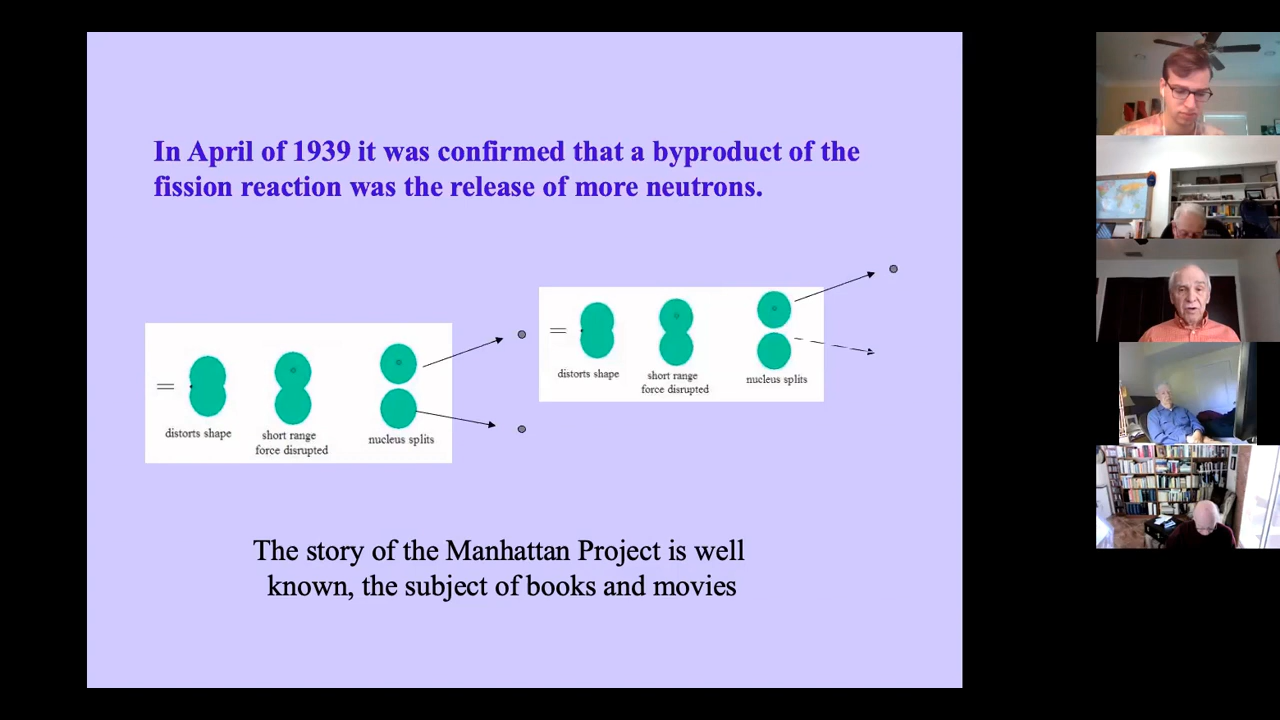 In April of 1939 it was confirmed that a byproduct of the
fission reaction was the release of more neutrons.
=
distorts shape
short range
force disrupted
nucleus splits
=
distorts shape
short range
force disrupted
nucleus splits
The story of the Manhattan Project is well
known, the subject of books and movies